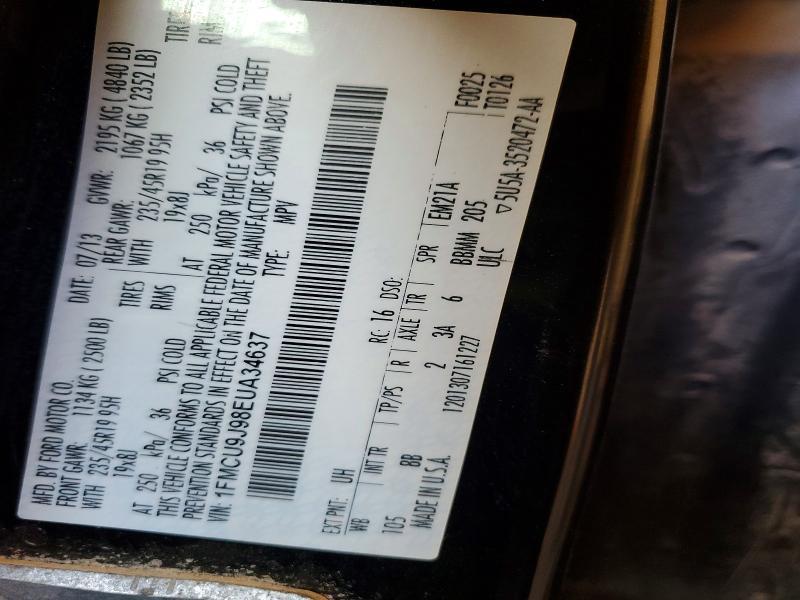 MFD. BY FORD MOTOR CO.
DATE: 07/13 GVWR: 2195 KG ( 4840 LB)
FRONT GAWR: 1134 KG ( 2500 LB) REAR GAWR: 1067 KG ( 2352 LB)
WITH 235/45R19 95H TIRES WITH 235/45R19 95H TIRE
19x8J RIMS 19x8J RIM
AT 250 kPa/ 36 PSI COLD AT 250 kPa/ 36 PSI COLD
THIS VEHICLE CONFORMS TO ALL APPLICABLE FEDERAL MOTOR VEHICLE SAFETY AND THEFT
PREVENTION STANDARDS IN EFFECT ON THE DATE OF MANUFACTURE SHOWN ABOVE.
VIN: 1FMCU9J98EUA34637 TYPE: MPV
EXT PNT: UH RC: 16 DSO:
WB INT TR TP/PS R AXLE TR SPR EM21A F0025
105 BB 2 3A 6 BBMM 205 T0126
MADE IN U.S.A. 1201307161227 ULC
5U5A-3520472-AA